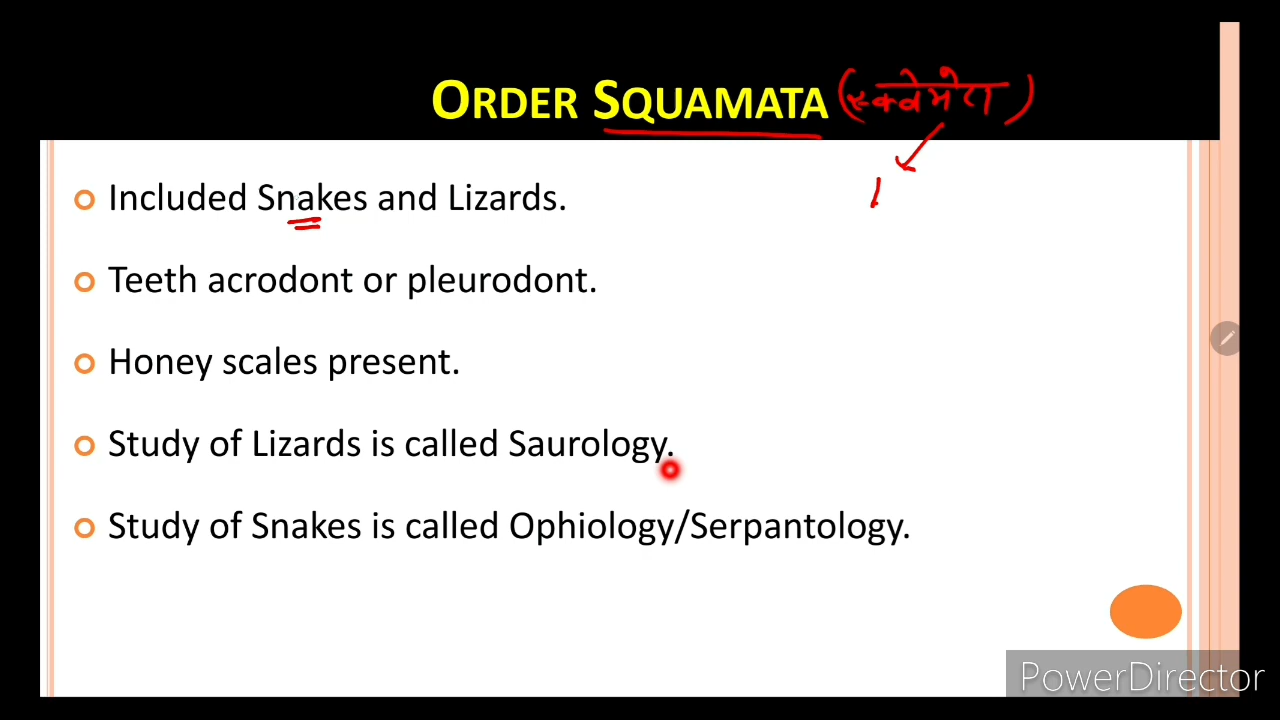 ORDER SQUAMATA (स्क्वेमेटा)
Included Snakes and Lizards.
1
Teeth acrodont or pleurodont.
Honey scales present.
Study of Lizards is called Saurology.
Study of Snakes is called Ophiology/Serpantology.
PowerDirector